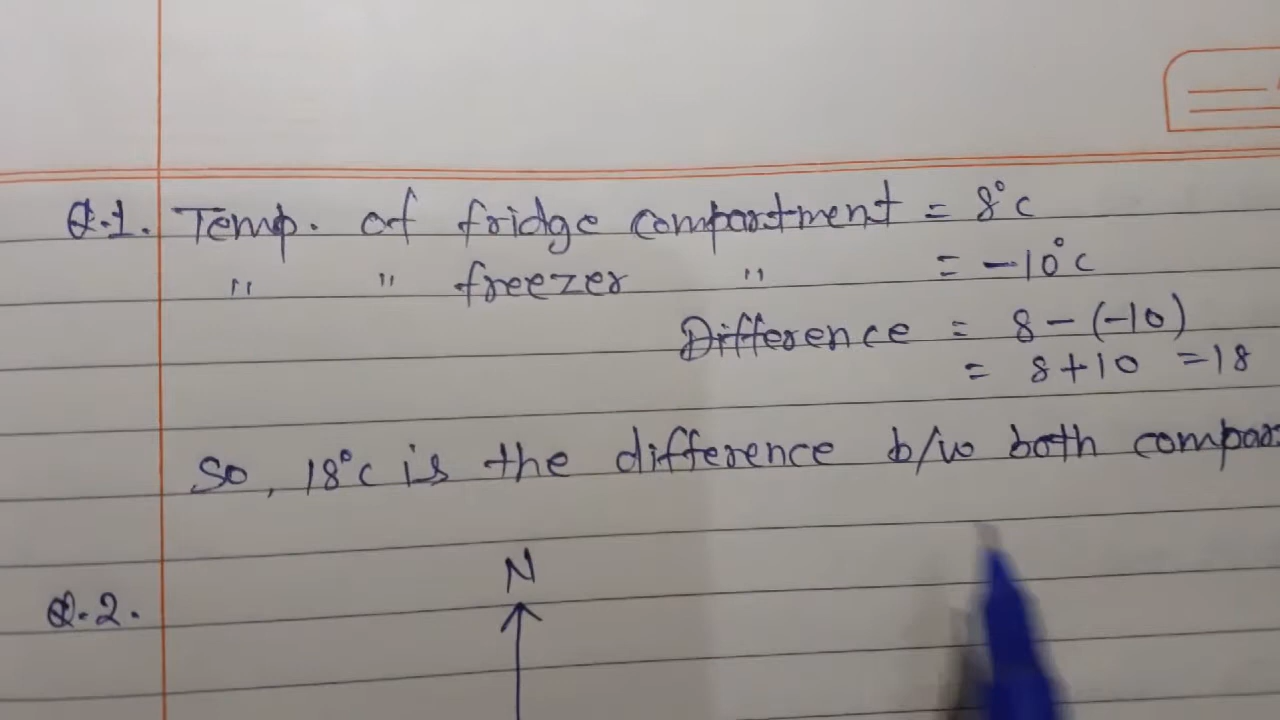 Q.1. Temp. of fridge compartment = 8°C
" " freezer " = -10°C
Difference = 8 - (-10)
= 8 + 10 = 18
So, 18°C is the difference b/w both compar
N
Q.2.